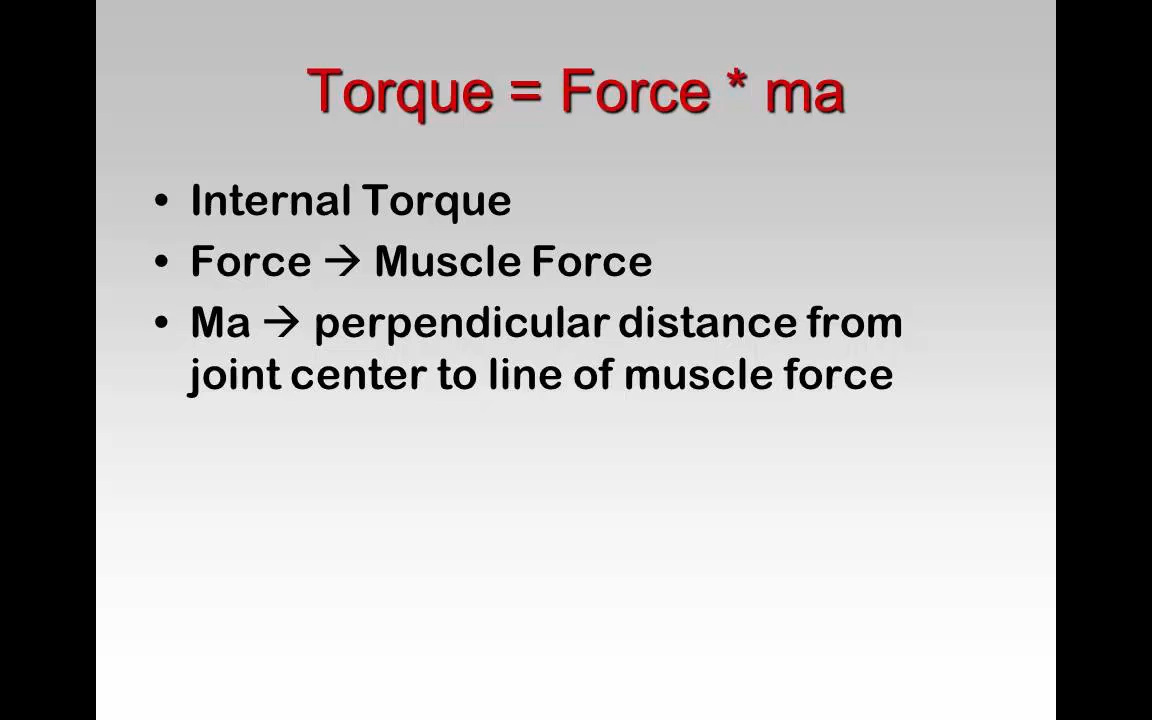 Torque = Force * ma
• Internal Torque
• Force → Muscle Force
• Ma → perpendicular distance from
joint center to line of muscle force